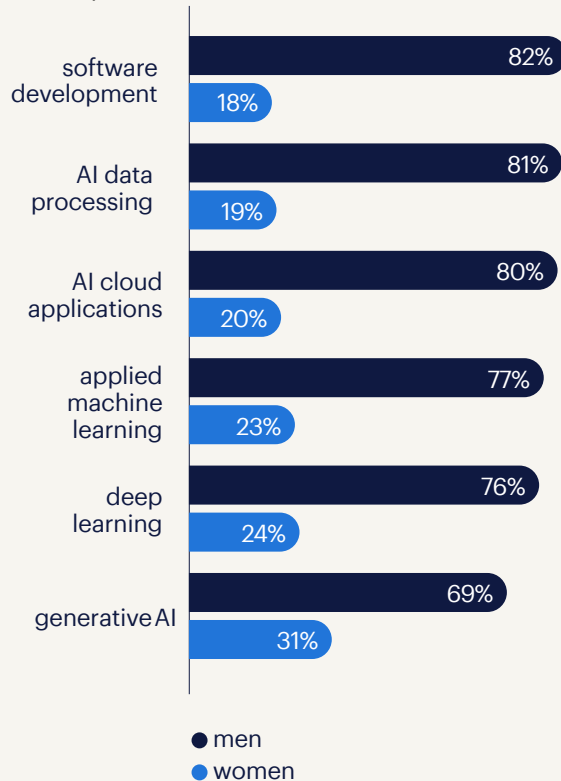 software
development
82%
18%
AI data
processing
81%
19%
AI cloud
applications
80%
20%
applied
machine
learning
77%
23%
deep
learning
76%
24%
generative AI
69%
31%
men
women